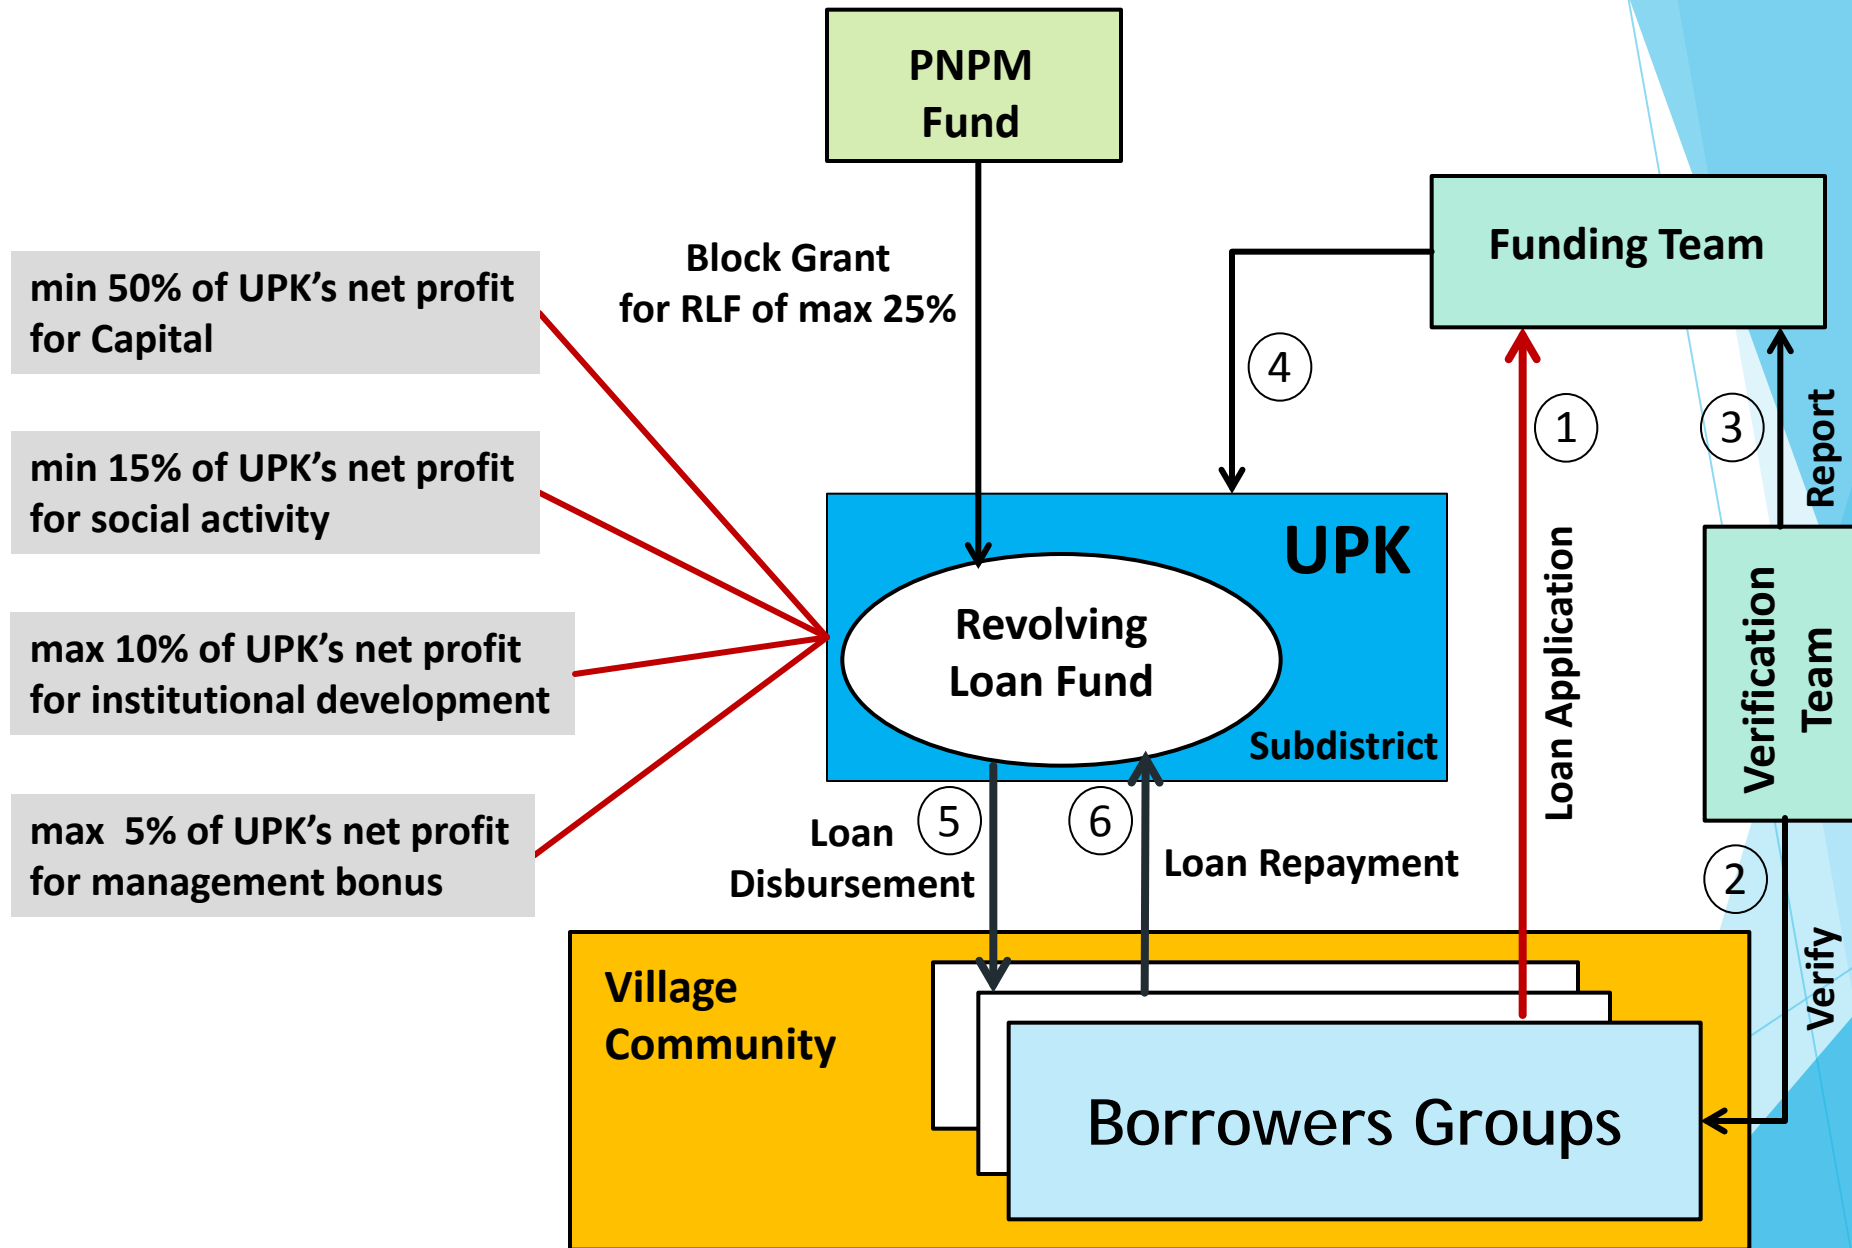 PNPM
Fund
Funding Team
Block Grant
for RLF of max 25%
min 50% of UPK’s net profit
for Capital
min 15% of UPK’s net profit
for social activity
max 10% of UPK’s net profit
for institutional development
max  5% of UPK’s net profit
for management bonus
4
1
3
Report
UPK
Revolving
Loan Fund
Subdistrict
Loan Application
Verification
Team
5
6
Loan
Disbursement
Loan Repayment
2
Verify
Village
Community
Borrowers Groups